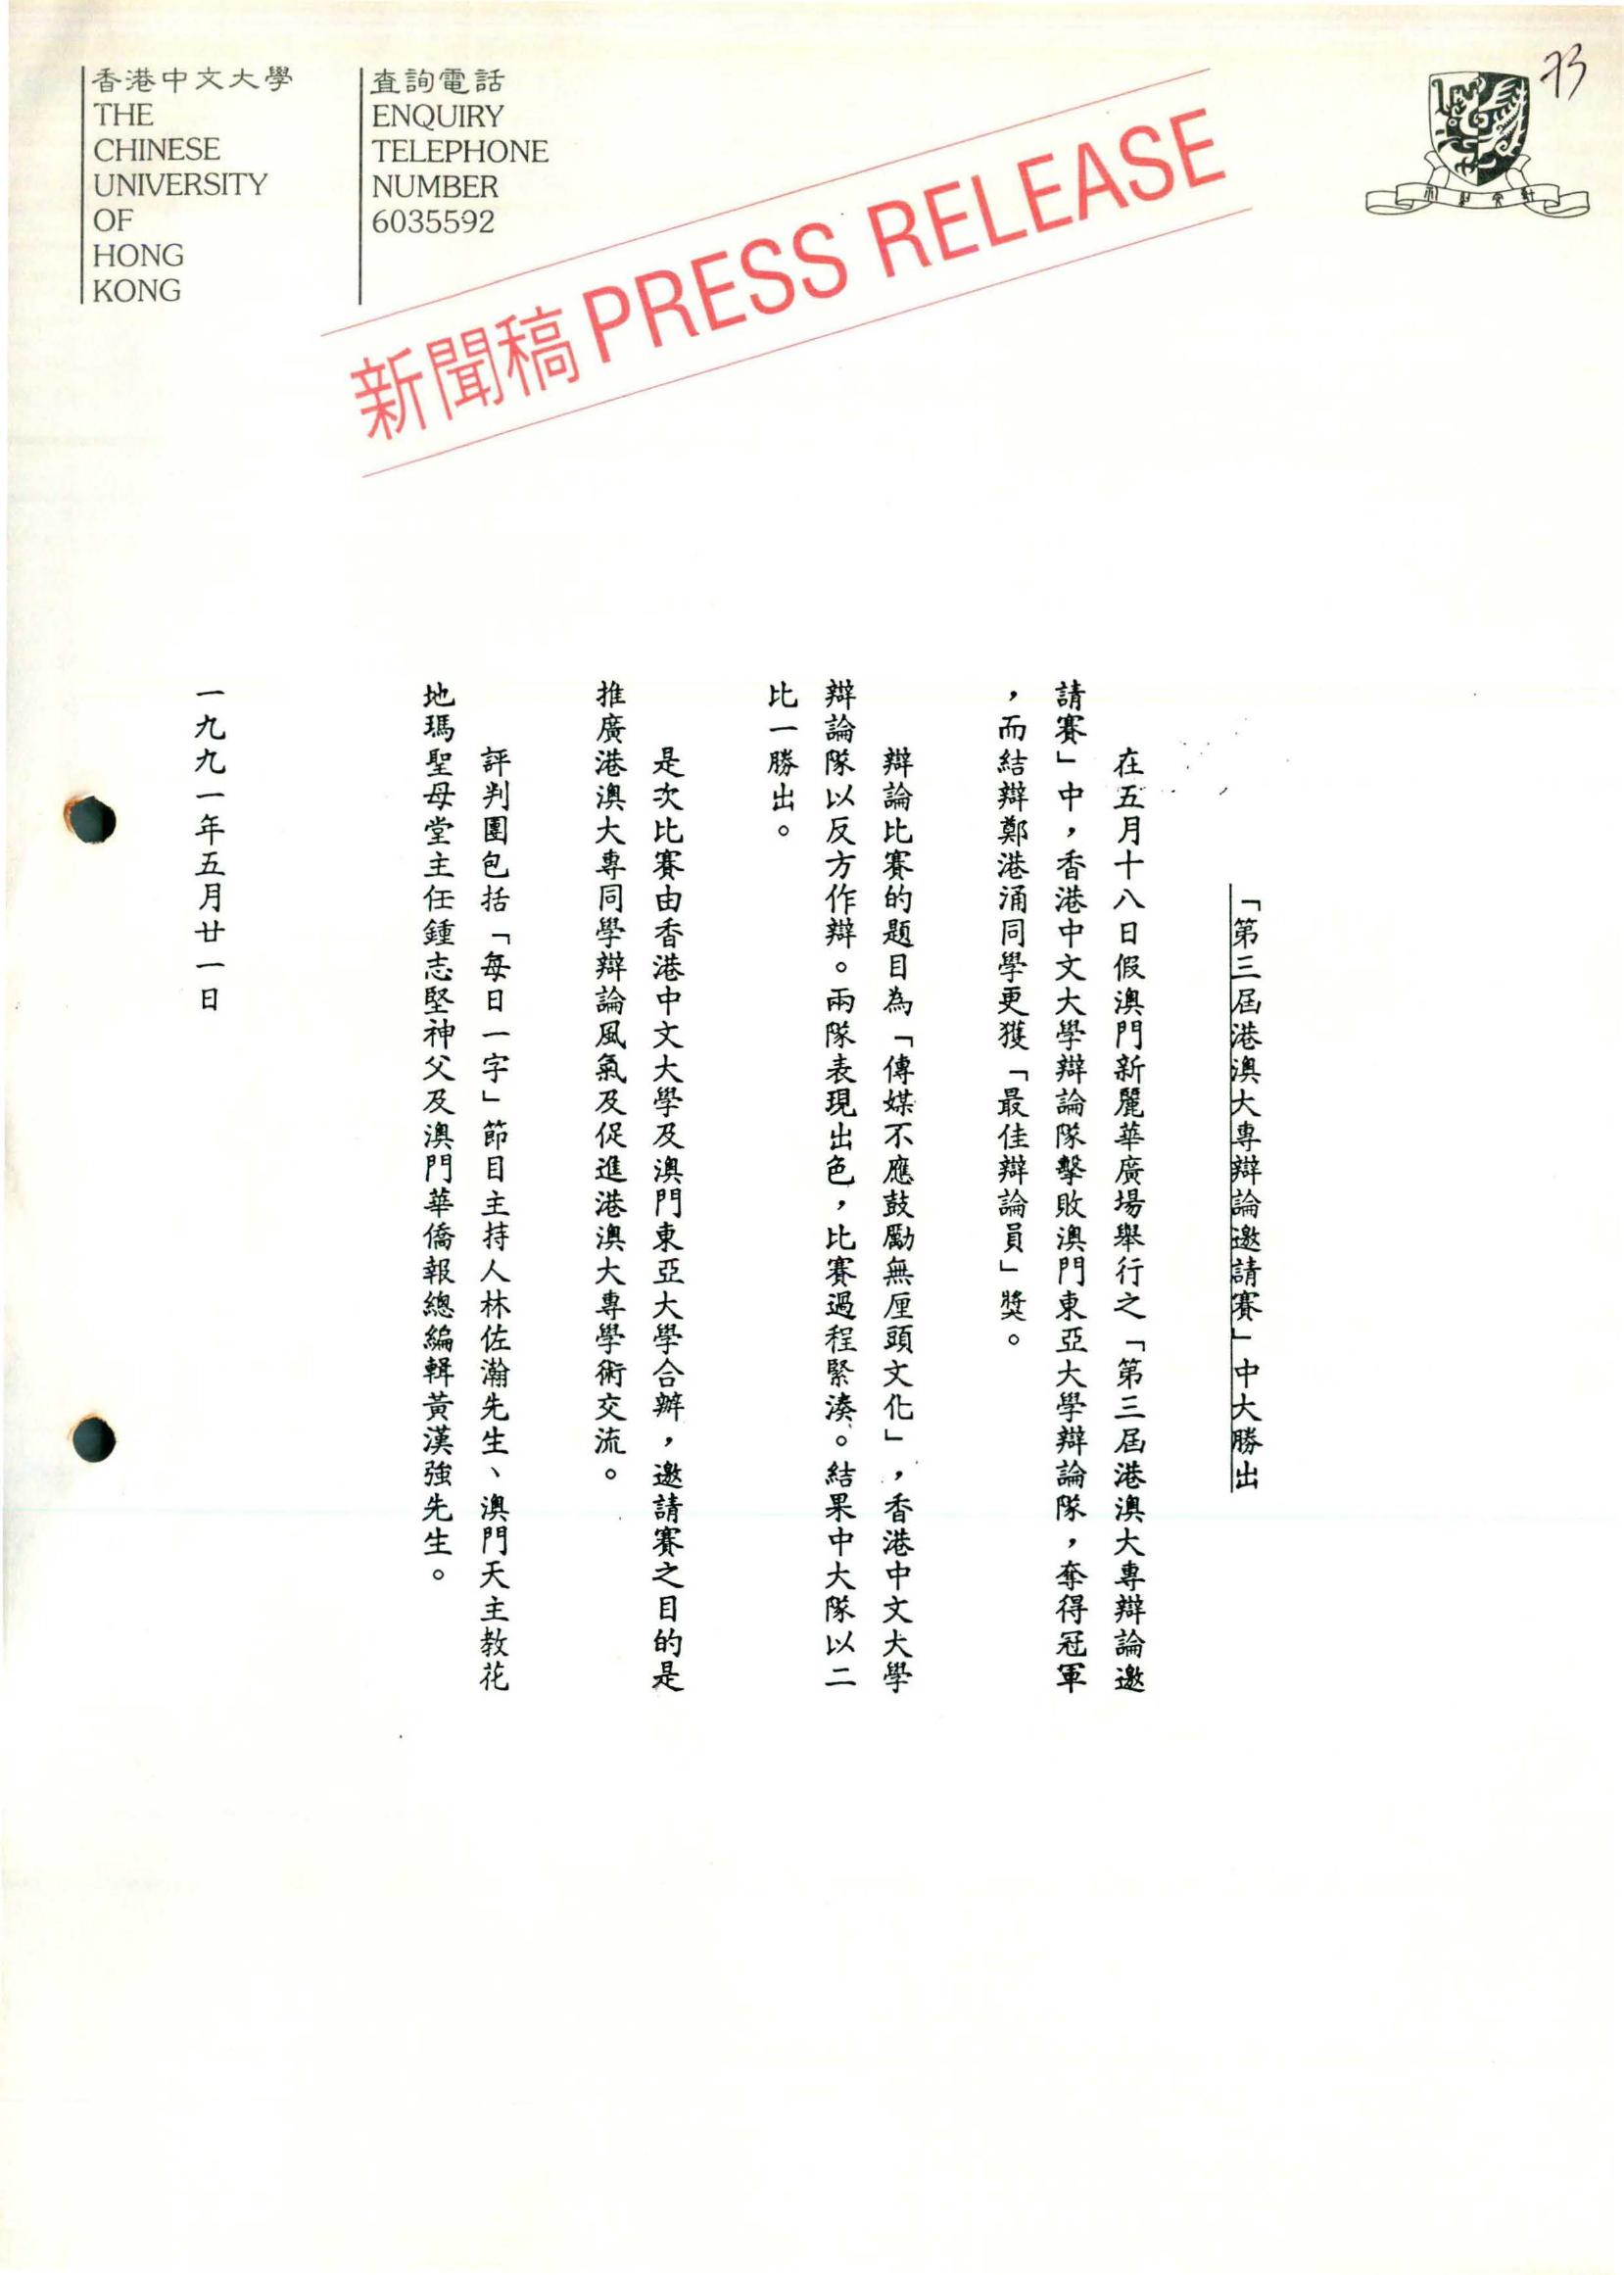 香港中文大學
THE
CHINESE
UNIVERSITY
OF
HONG
KONG
查詢電話
ENQUIRY
TELEPHONE
NUMBER
6035592
新聞稿 PRESS RELEASE
73
「第三屆港澳大專辯論邀請賽」中大勝出
在五月十八日假澳門新麗華廣場舉行之「第三屆港澳大專辯論邀
請賽」中，香港中文大學辯論隊擊敗澳門東亞大學辯論隊，奪得冠軍
，而結辯鄭港涌同學更獲「最佳辯論員」獎。
辯論比賽的題目為「傳媒不應鼓勵無厘頭文化」，香港中文大學
辯論隊以反方作辯。兩隊表現出色，比賽過程緊湊。結果中大隊以二
比一勝出。
是次比賽由香港中文大學及澳門東亞大學合辦，邀請賽之目的是
推廣港澳大專同學辯論風氣及促進港澳大專學術交流。
評判團包括「每日一字」節目主持人林佐瀚先生、澳門天主教花
地瑪聖母堂主任鍾志堅神父及澳門華僑報總編輯黃漢強先生。
一九九一年五月廿一日